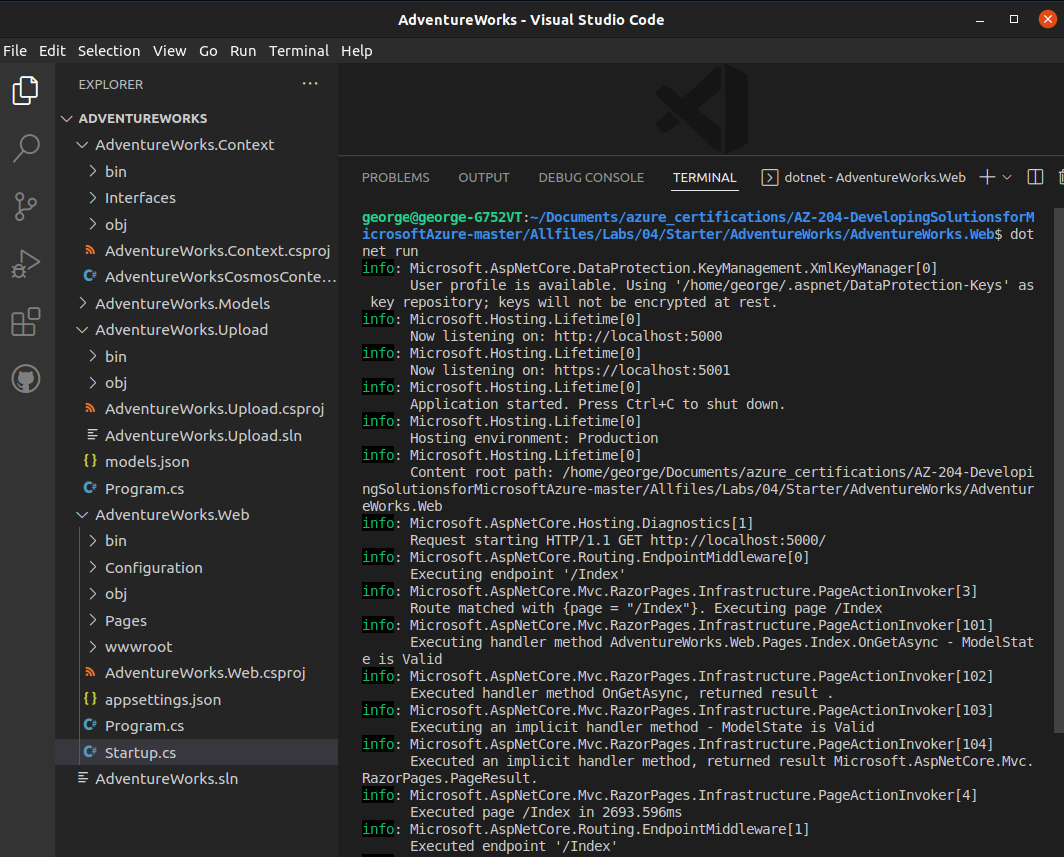 AdventureWorks - Visual Studio Code
File Edit Selection View Go Run Terminal Help
EXPLORER
ADVENTUREWORKS
AdventureWorks.Context
bin
Interfaces
obj
AdventureWorks.Context.csproj
AdventureWorksCosmosConte...
AdventureWorks.Models
AdventureWorks.Upload
bin
obj
AdventureWorks.Upload.csproj
AdventureWorks.Upload.sln
models.json
Program.cs
AdventureWorks.Web
bin
Configuration
obj
Pages
wwwroot
AdventureWorks.Web.csproj
appsettings.json
Program.cs
Startup.cs
AdventureWorks.sln
PROBLEMS OUTPUT DEBUG CONSOLE TERMINAL dotnet - AdventureWorks.Web
george@george-G752VT:~/Documents/azure_certifications/AZ-204-DevelopingSolutionsforM
icrosoftAzure-master/Allfiles/Labs/04/Starter/AdventureWorks/AdventureWorks.Web$ dot
net run
info: Microsoft.AspNetCore.DataProtection.KeyManagement.XmlKeyManager[0]
User profile is available. Using '/home/george/.aspnet/DataProtection-Keys' as
key repository; keys will not be encrypted at rest.
info: Microsoft.Hosting.Lifetime[0]
Now listening on: http://localhost:5000
info: Microsoft.Hosting.Lifetime[0]
Now listening on: https://localhost:5001
info: Microsoft.Hosting.Lifetime[0]
Application started. Press Ctrl+C to shut down.
info: Microsoft.Hosting.Lifetime[0]
Hosting environment: Production
info: Microsoft.Hosting.Lifetime[0]
Content root path: /home/george/Documents/azure_certifications/AZ-204-Developi
ngSolutionsforMicrosoftAzure-master/Allfiles/Labs/04/Starter/AdventureWorks/Adventur
eWorks.Web
info: Microsoft.AspNetCore.Hosting.Diagnostics[1]
Request starting HTTP/1.1 GET http://localhost:5000/
info: Microsoft.AspNetCore.Routing.EndpointMiddleware[0]
Executing endpoint '/Index'
info: Microsoft.AspNetCore.Mvc.RazorPages.Infrastructure.PageActionInvoker[3]
Route matched with {page = "/Index"}. Executing page /Index
info: Microsoft.AspNetCore.Mvc.RazorPages.Infrastructure.PageActionInvoker[101]
Executing handler method AdventureWorks.Web.Pages.Index.OnGetAsync - ModelStat
e is Valid
info: Microsoft.AspNetCore.Mvc.RazorPages.Infrastructure.PageActionInvoker[102]
Executed handler method OnGetAsync, returned result .
info: Microsoft.AspNetCore.Mvc.RazorPages.Infrastructure.PageActionInvoker[103]
Executing an implicit handler method - ModelState is Valid
info: Microsoft.AspNetCore.Mvc.RazorPages.Infrastructure.PageActionInvoker[104]
Executed an implicit handler method, returned result Microsoft.AspNetCore.Mvc.
RazorPages.PageResult.
info: Microsoft.AspNetCore.Mvc.RazorPages.Infrastructure.PageActionInvoker[4]
Executed page /Index in 2693.596ms
info: Microsoft.AspNetCore.Routing.EndpointMiddleware[1]
Executed endpoint '/Index'